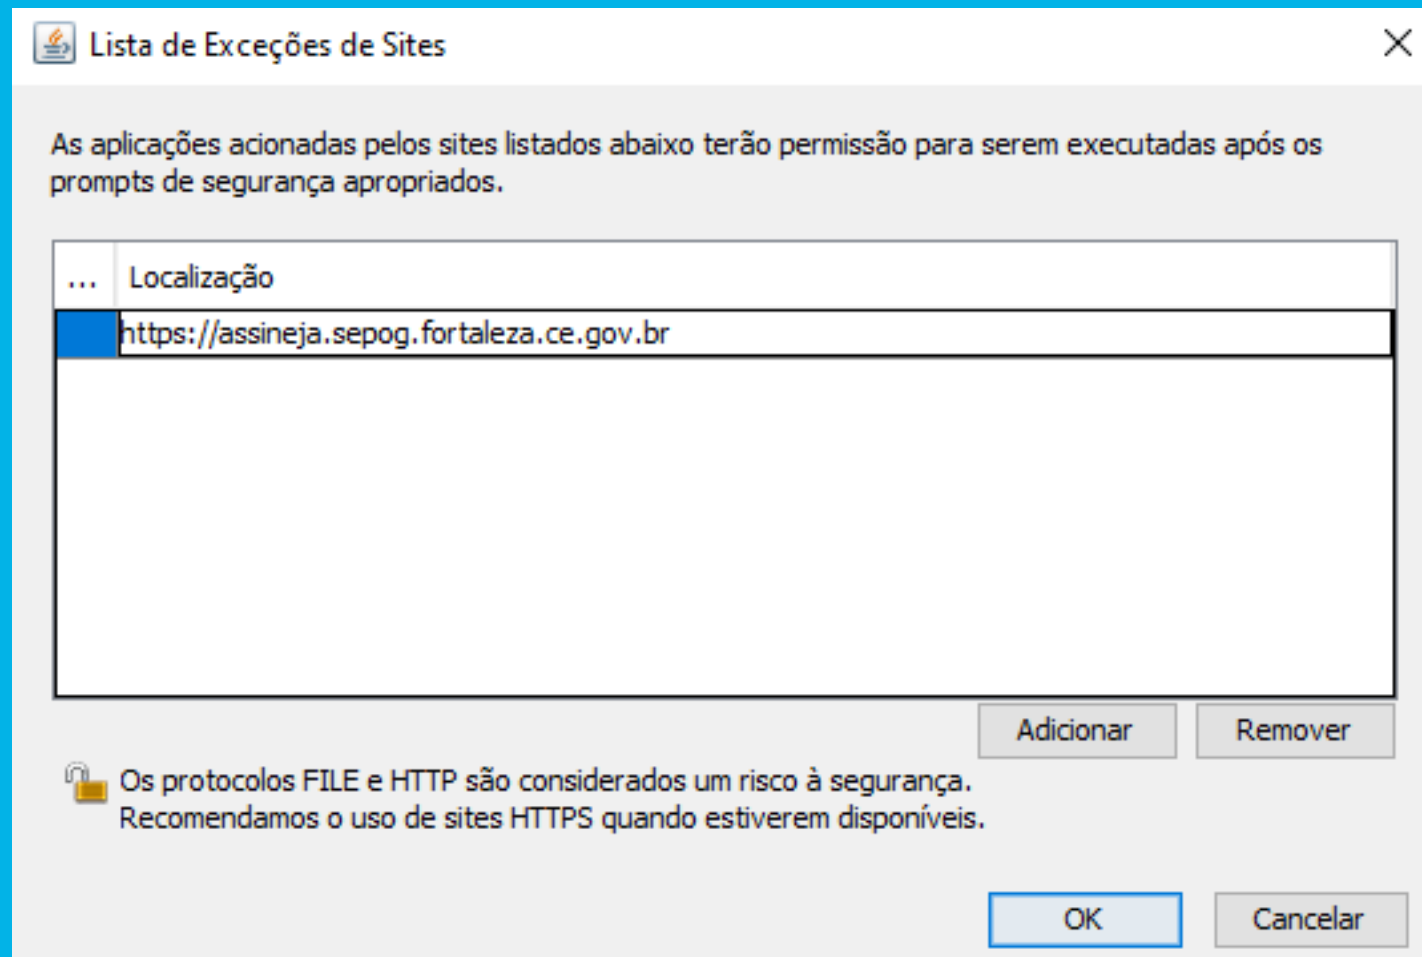 Lista de Exceções de Sites
As aplicações acionadas pelos sites listados abaixo terão permissão para serem executadas após os
prompts de segurança apropriados.
... Localização
https://assineja.sepog.fortaleza.ce.gov.br
Adicionar Remover
Os protocolos FILE e HTTP são considerados um risco à segurança.
Recomendamos o uso de sites HTTPS quando estiverem disponíveis.
OK Cancelar